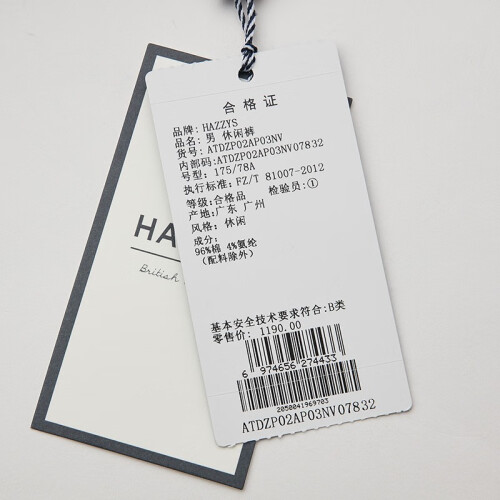 合格证
品牌: HAZZYS
品名: 男 休闲裤
货号: ATDZP02AP03NV
内部码:ATDZP02AP03NV07832
号型: 175/78A
执行标准: FZ/T 81007-2012
等级:合格品 检验员:①
产地:广东 广州
风格: 休闲
成分:
96%棉 4%氨纶
(配料除外)
基本安全技术要求符合:B类
零售价: 1190.00
6 974656 274433
2050041969703
ATDZP02AP03NV07832
HA
British